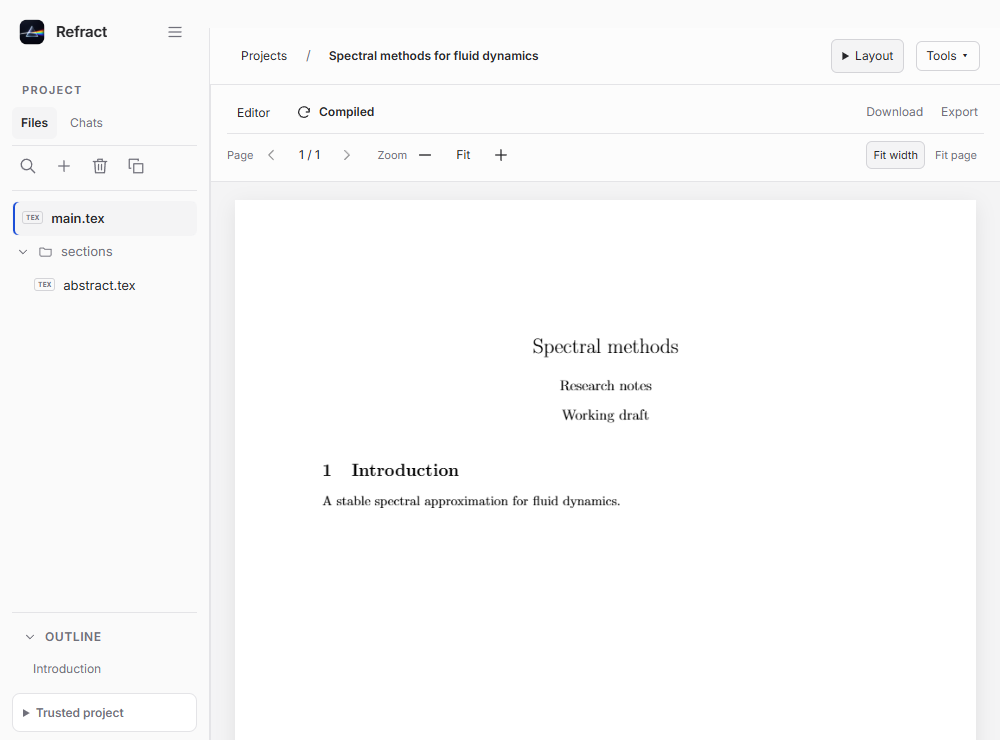 Refract
PROJECT
Files Chats
TEX main.tex
sections
TEX abstract.tex
OUTLINE
Introduction
Trusted project
Projects / Spectral methods for fluid dynamics
Layout Tools
Editor Compiled Download Export
Page 1 / 1 Zoom Fit Fit width Fit page
Spectral methods
Research notes
Working draft
1 Introduction
A stable spectral approximation for fluid dynamics.